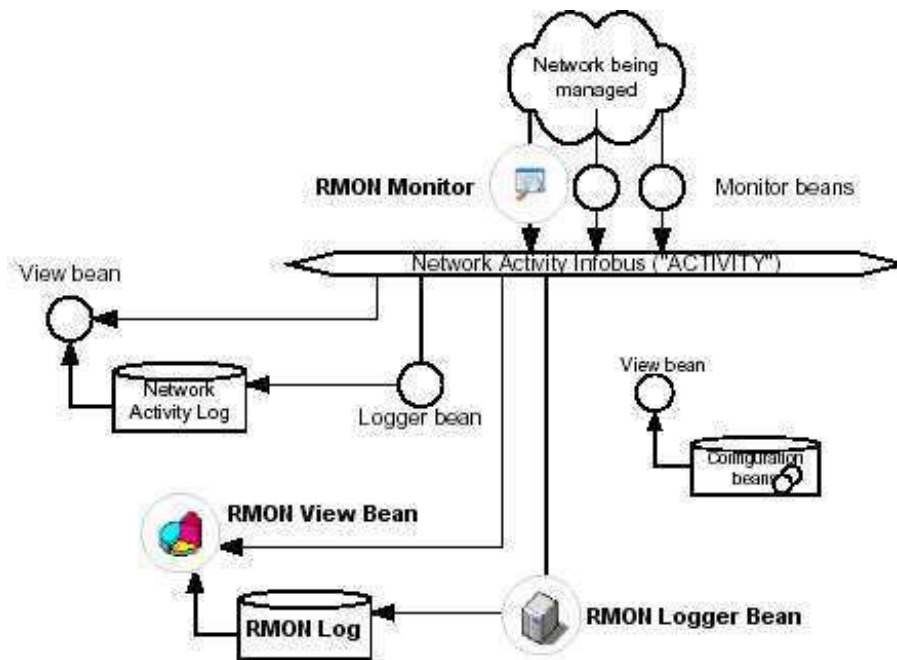 Network being
managed
RMON Monitor
Monitor beans
Network Activity Infobus ("ACTIVITY")
View bean
Network
Activity Log
Logger bean
View bean
Configuration
beans
RMON View Bean
RMON Log
RMON Logger Bean